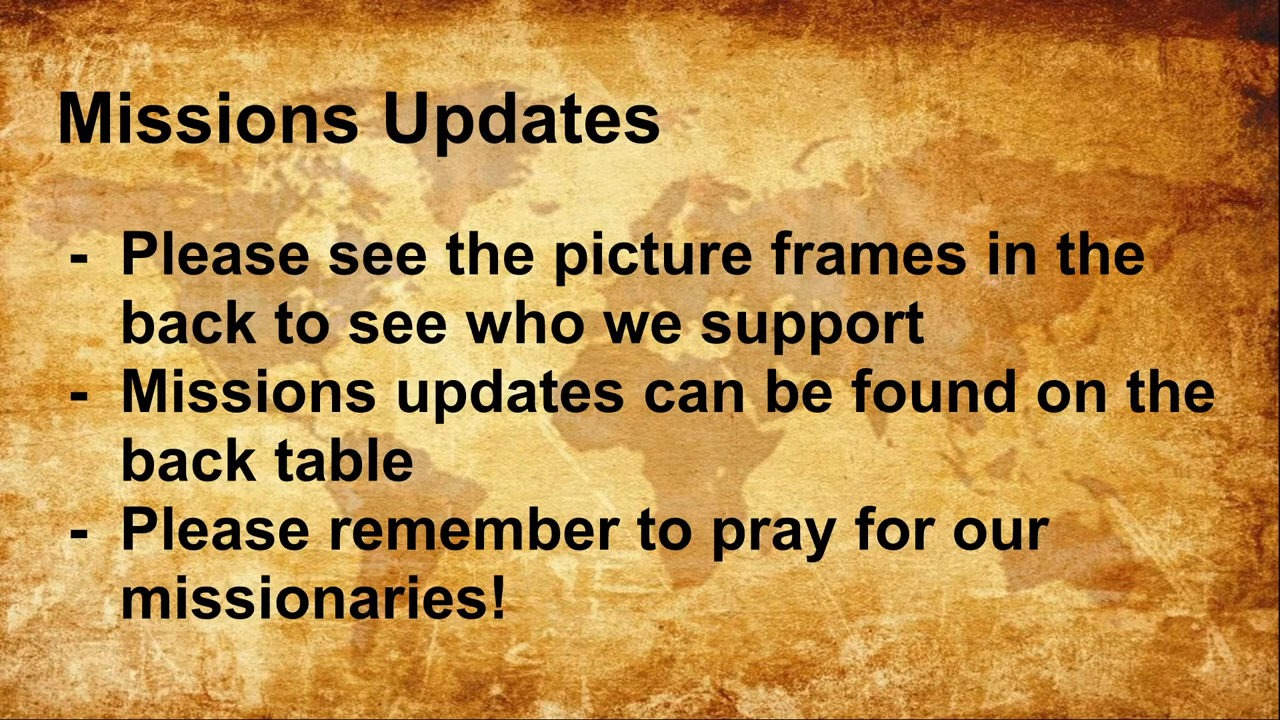 Missions Updates
- Please see the picture frames in the
back to see who we support
- Missions updates can be found on the
back table
- Please remember to pray for our
missionaries!